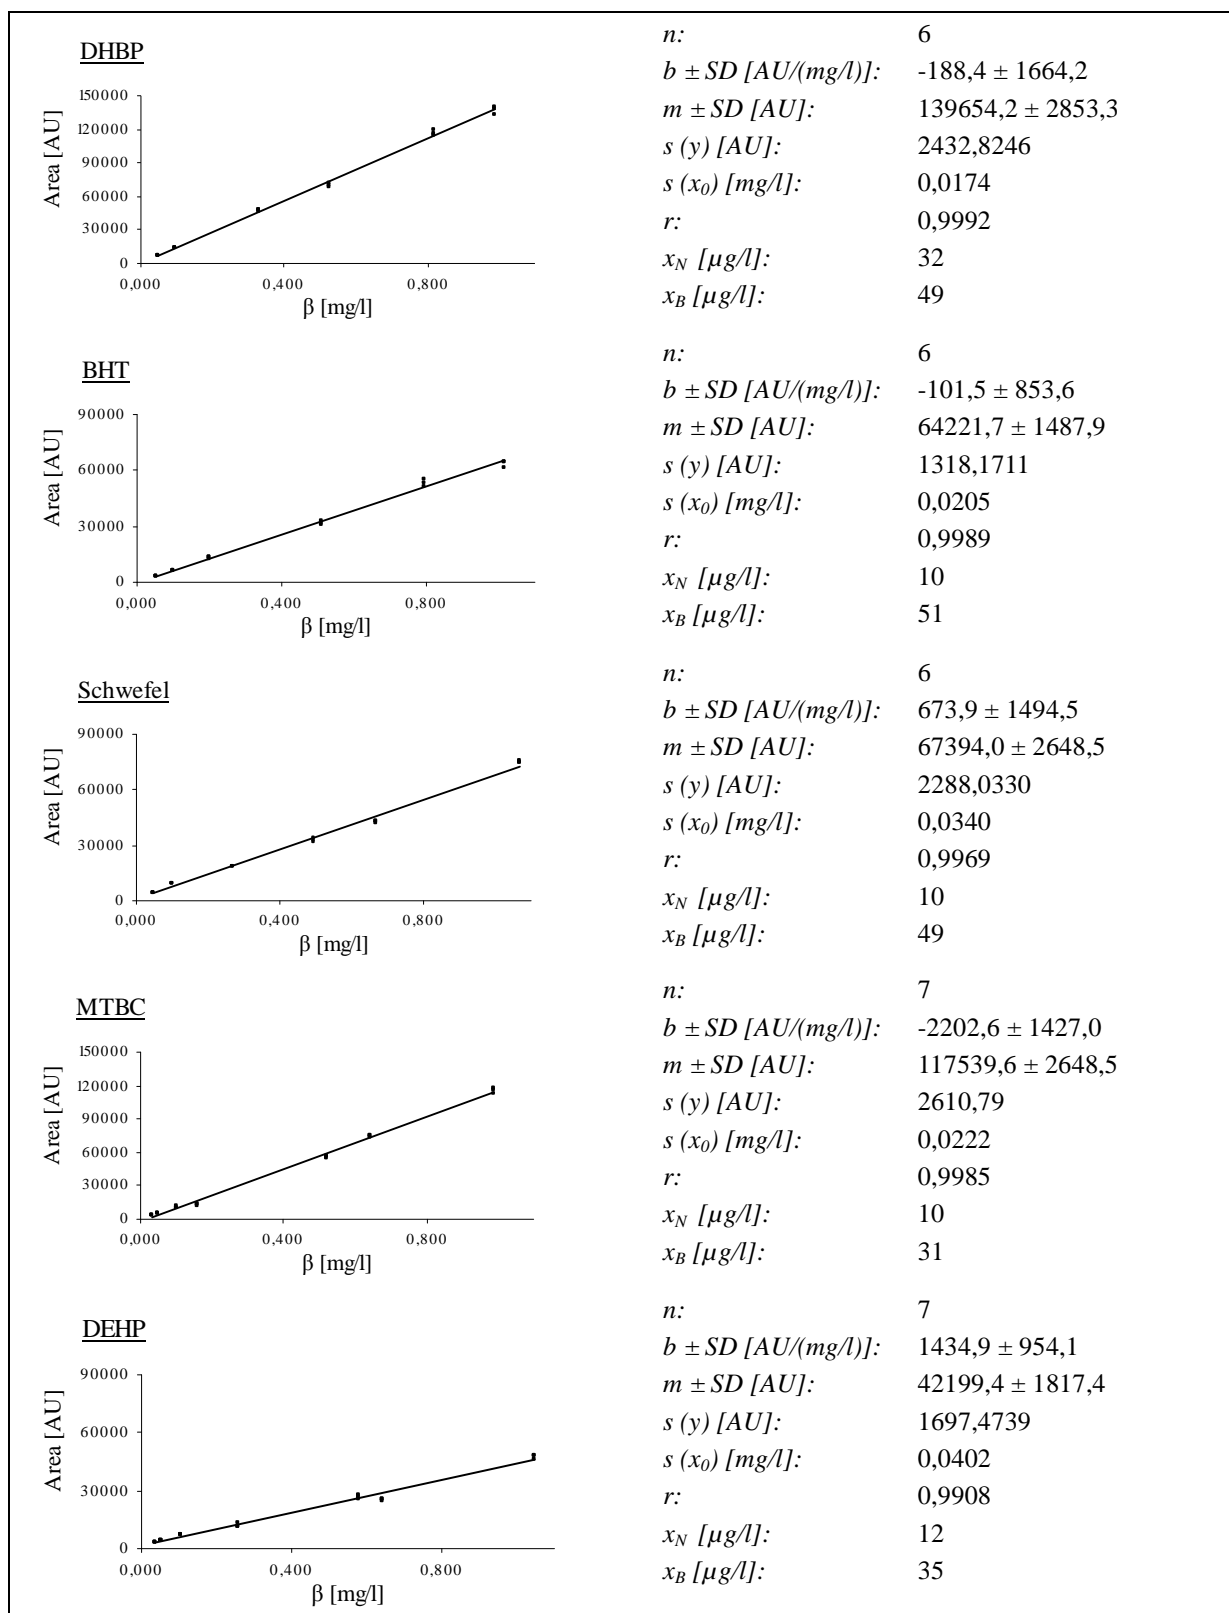 DHBP
Area [AU]
150000
120000
90000
60000
30000
0
0,000 0,400 0,800
β [mg/l]
n: 6
b ± SD [AU/(mg/l)]: -188,4 ± 1664,2
m ± SD [AU]: 139654,2 ± 2853,3
s (y) [AU]: 2432,8246
s (x0) [mg/l]: 0,0174
r: 0,9992
xN [µg/l]: 32
xB [µg/l]: 49
BHT
Area [AU]
90000
60000
30000
0
0,000 0,400 0,800
β [mg/l]
n: 6
b ± SD [AU/(mg/l)]: -101,5 ± 853,6
m ± SD [AU]: 64221,7 ± 1487,9
s (y) [AU]: 1318,1711
s (x0) [mg/l]: 0,0205
r: 0,9989
xN [µg/l]: 10
xB [µg/l]: 51
Schwefel
Area [AU]
90000
60000
30000
0
0,000 0,400 0,800
β [mg/l]
n: 6
b ± SD [AU/(mg/l)]: 673,9 ± 1494,5
m ± SD [AU]: 67394,0 ± 2648,5
s (y) [AU]: 2288,0330
s (x0) [mg/l]: 0,0340
r: 0,9969
xN [µg/l]: 10
xB [µg/l]: 49
MTBC
Area [AU]
150000
120000
90000
60000
30000
0
0,000 0,400 0,800
β [mg/l]
n: 7
b ± SD [AU/(mg/l)]: -2202,6 ± 1427,0
m ± SD [AU]: 117539,6 ± 2648,5
s (y) [AU]: 2610,79
s (x0) [mg/l]: 0,0222
r: 0,9985
xN [µg/l]: 10
xB [µg/l]: 31
DEHP
Area [AU]
90000
60000
30000
0
0,000 0,400 0,800
β [mg/l]
n: 7
b ± SD [AU/(mg/l)]: 1434,9 ± 954,1
m ± SD [AU]: 42199,4 ± 1817,4
s (y) [AU]: 1697,4739
s (x0) [mg/l]: 0,0402
r: 0,9908
xN [µg/l]: 12
xB [µg/l]: 35